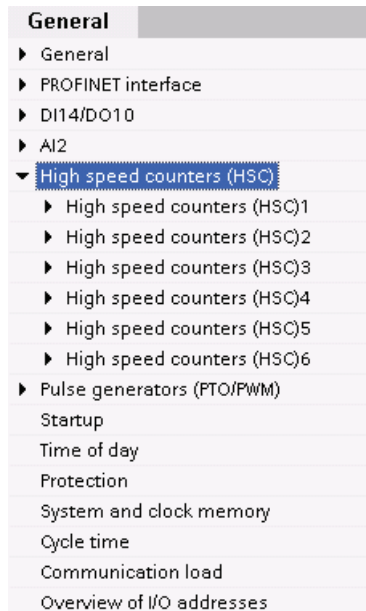 General
General
PROFINET interface
DI14/DO10
AI2
High speed counters (HSC)
High speed counters (HSC)1
High speed counters (HSC)2
High speed counters (HSC)3
High speed counters (HSC)4
High speed counters (HSC)5
High speed counters (HSC)6
Pulse generators (PTO/PWM)
Startup
Time of day
Protection
System and clock memory
Cycle time
Communication load
Overview of I/O addresses